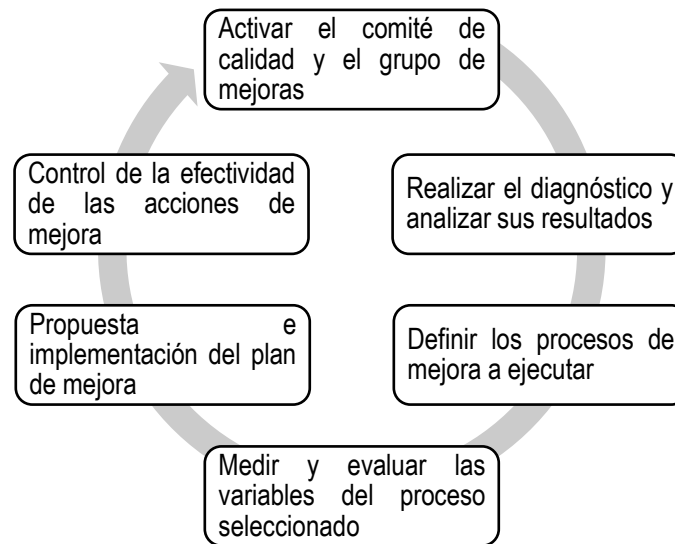 Activar el comité de
calidad y el grupo de
mejoras
Realizar el diagnóstico y
analizar sus resultados
Definir los procesos de
mejora a ejecutar
Medir y evaluar las
variables del proceso
seleccionado
Propuesta e
implementación del plan
de mejora
Control de la efectividad
de las acciones de
mejora